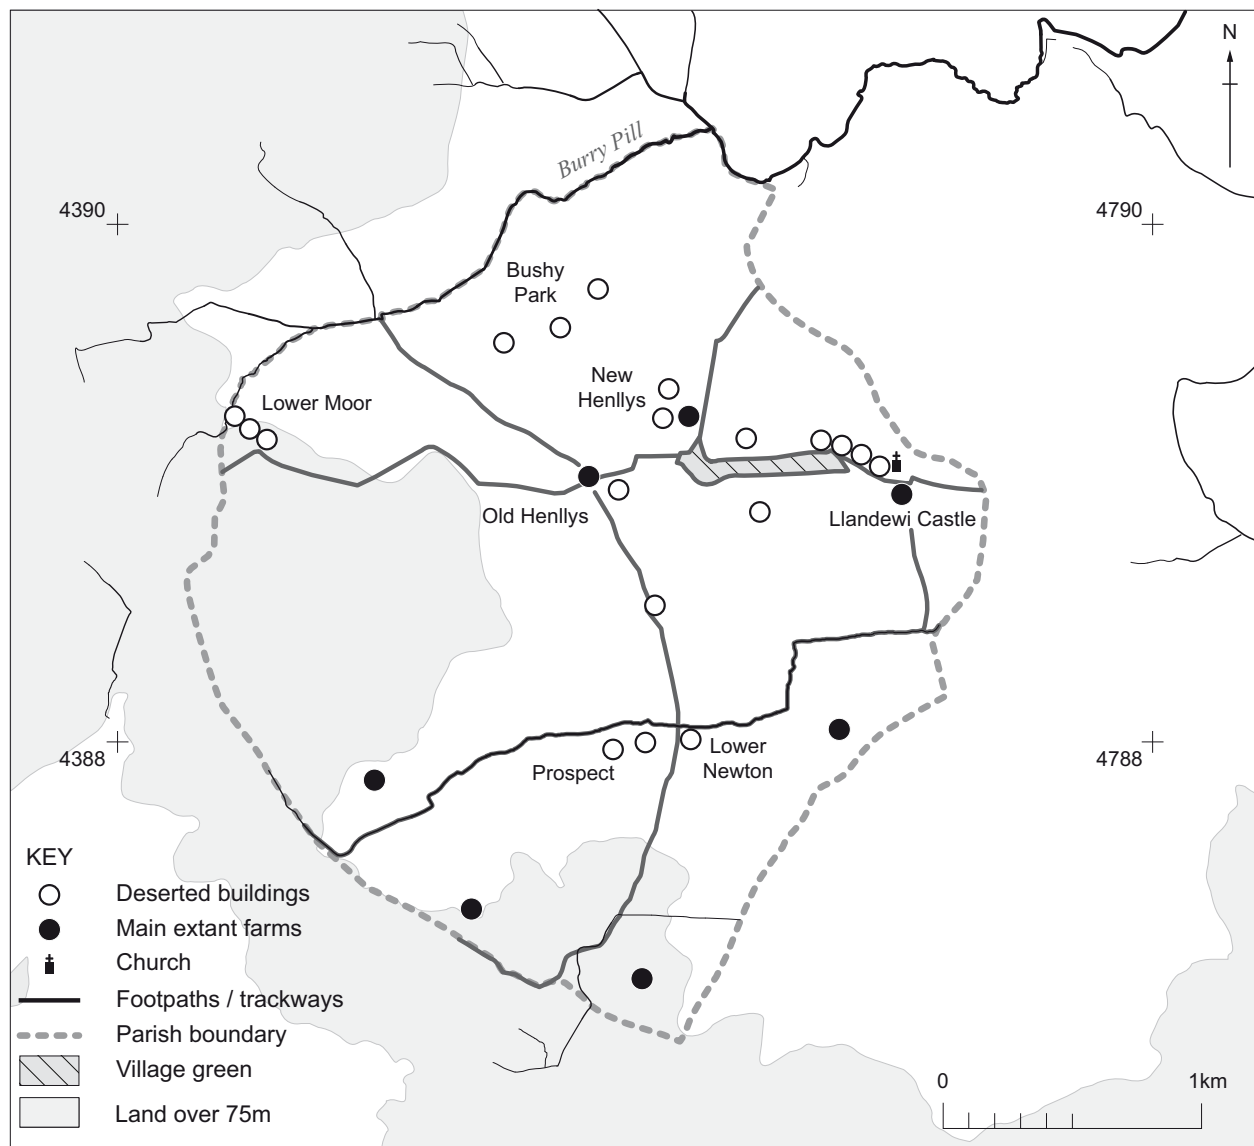 N
Burry Pill
4390
4790
Bushy
Park
New
Henllys
Lower Moor
Old Henllys
Llandewi Castle
4388
4788
Prospect
Lower
Newton
KEY
Deserted buildings
Main extant farms
Church
Footpaths / trackways
Parish boundary
Village green
Land over 75m
0
1km